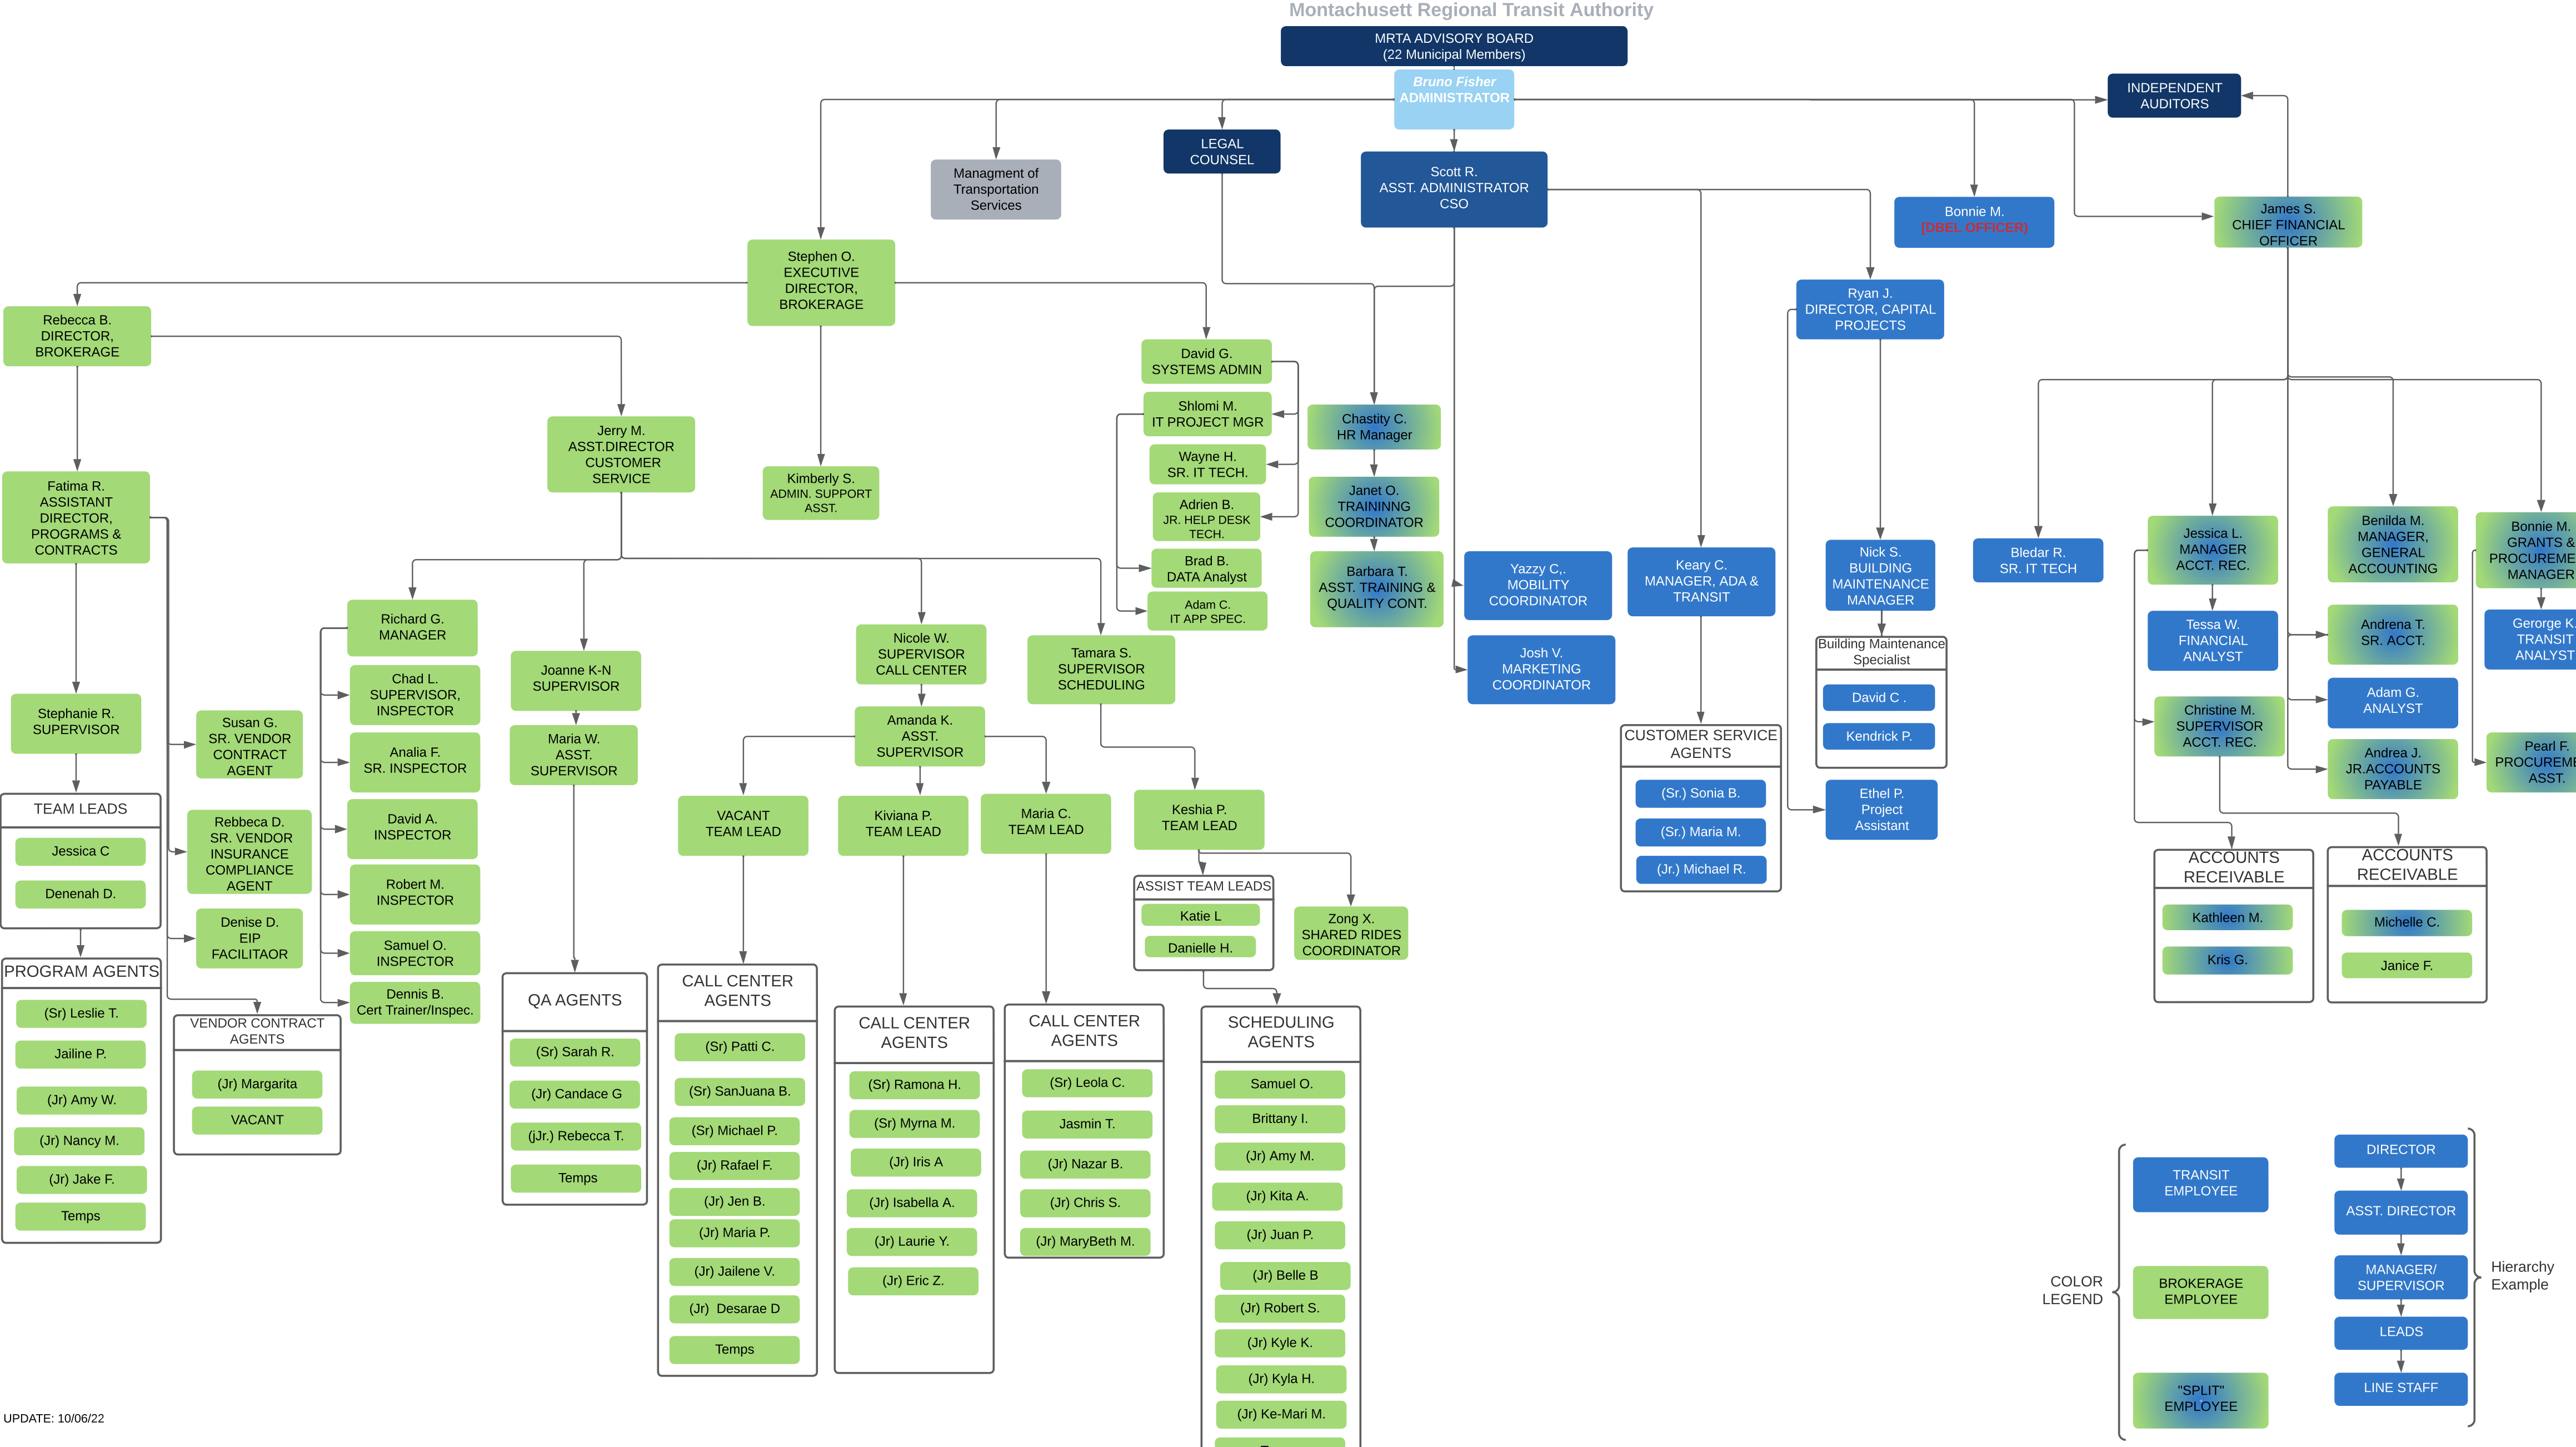 Montachusett Regional Transit Authority
MRTA ADVISORY BOARD
(22 Municipal Members)
Bruno Fisher
ADMINISTRATOR
INDEPENDENT
AUDITORS
LEGAL
COUNSEL
Managment of
Transportation
Services
Scott R.
ASST. ADMINISTRATOR
CSO
Bonnie M.
[DBEL OFFICER)
James S.
CHIEF FINANCIAL
OFFICER
Stephen O.
EXECUTIVE
DIRECTOR,
BROKERAGE
Ryan J.
DIRECTOR, CAPITAL
PROJECTS
Rebecca B.
DIRECTOR,
BROKERAGE
David G.
SYSTEMS ADMIN
Shlomi M.
IT PROJECT MGR
Wayne H.
SR. IT TECH.
Adrien B.
JR. HELP DESK
TECH.
Brad B.
DATA Analyst
Adam C.
IT APP SPEC.
Chastity C.
HR Manager
Janet O.
TRAININNG
COORDINATOR
Barbara T.
ASST. TRAINING &
QUALITY CONT.
Jerry M.
ASST.DIRECTOR
CUSTOMER
SERVICE
Kimberly S.
ADMIN. SUPPORT
ASST.
Fatima R.
ASSISTANT
DIRECTOR,
PROGRAMS &
CONTRACTS
Yazzy C,.
MOBILITY
COORDINATOR
Josh V.
MARKETING
COORDINATOR
Keary C.
MANAGER, ADA &
TRANSIT
Nick S.
BUILDING
MAINTENANCE
MANAGER
Building Maintenance
Specialist
David C .
Kendrick P.
Ethel P.
Project
Assistant
CUSTOMER SERVICE
AGENTS
(Sr.) Sonia B.
(Sr.) Maria M.
(Jr.) Michael R.
Bledar R.
SR. IT TECH
Jessica L.
MANAGER
ACCT. REC.
Tessa W.
FINANCIAL
ANALYST
Christine M.
SUPERVISOR
ACCT. REC.
Benilda M.
MANAGER,
GENERAL
ACCOUNTING
Andrena T.
SR. ACCT.
Adam G.
ANALYST
Andrea J.
JR.ACCOUNTS
PAYABLE
Bonnie M.
GRANTS &
PROCUREME
MANAGER
Gerorge K.
TRANSIT
ANALYST
Pearl F.
PROCUREME
ASST.
ACCOUNTS
RECEIVABLE
Kathleen M.
Kris G.
ACCOUNTS
RECEIVABLE
Michelle C.
Janice F.
Richard G.
MANAGER
Chad L.
SUPERVISOR,
INSPECTOR
Analia F.
SR. INSPECTOR
David A.
INSPECTOR
Robert M.
INSPECTOR
Samuel O.
INSPECTOR
Dennis B.
Cert Trainer/Inspec.
Joanne K-N
SUPERVISOR
Maria W.
ASST.
SUPERVISOR
Nicole W.
SUPERVISOR
CALL CENTER
Amanda K.
ASST.
SUPERVISOR
Tamara S.
SUPERVISOR
SCHEDULING
VACANT
TEAM LEAD
Kiviana P.
TEAM LEAD
Maria C.
TEAM LEAD
Keshia P.
TEAM LEAD
ASSIST TEAM LEADS
Katie L
Danielle H.
Zong X.
SHARED RIDES
COORDINATOR
Stephanie R.
SUPERVISOR
Susan G.
SR. VENDOR
CONTRACT
AGENT
Rebbeca D.
SR. VENDOR
INSURANCE
COMPLIANCE
AGENT
Denise D.
EIP
FACILITAOR
TEAM LEADS
Jessica C
Denenah D.
PROGRAM AGENTS
(Sr) Leslie T.
Jailine P.
(Jr) Amy W.
(Jr) Nancy M.
(Jr) Jake F.
Temps
VENDOR CONTRACT
AGENTS
(Jr) Margarita
VACANT
QA AGENTS
(Sr) Sarah R.
(Jr) Candace G
(jJr.) Rebecca T.
Temps
CALL CENTER
AGENTS
(Sr) Patti C.
(Sr) SanJuana B.
(Sr) Michael P.
(Jr) Rafael F.
(Jr) Jen B.
(Jr) Maria P.
(Jr) Jailene V.
(Jr) Desarae D
Temps
CALL CENTER
AGENTS
(Sr) Ramona H.
(Sr) Myrna M.
(Jr) Iris A
(Jr) Isabella A.
(Jr) Laurie Y.
(Jr) Eric Z.
CALL CENTER
AGENTS
(Sr) Leola C.
Jasmin T.
(Jr) Nazar B.
(Jr) Chris S.
(Jr) MaryBeth M.
SCHEDULING
AGENTS
Samuel O.
Brittany I.
(Jr) Amy M.
(Jr) Kita A.
(Jr) Juan P.
(Jr) Belle B
(Jr) Robert S.
(Jr) Kyle K.
(Jr) Kyla H.
(Jr) Ke-Mari M.
COLOR
LEGEND
TRANSIT
EMPLOYEE
BROKERAGE
EMPLOYEE
"SPLIT"
EMPLOYEE
DIRECTOR
ASST. DIRECTOR
MANAGER/
SUPERVISOR
LEADS
LINE STAFF
Hierarchy
Example
UPDATE: 10/06/22